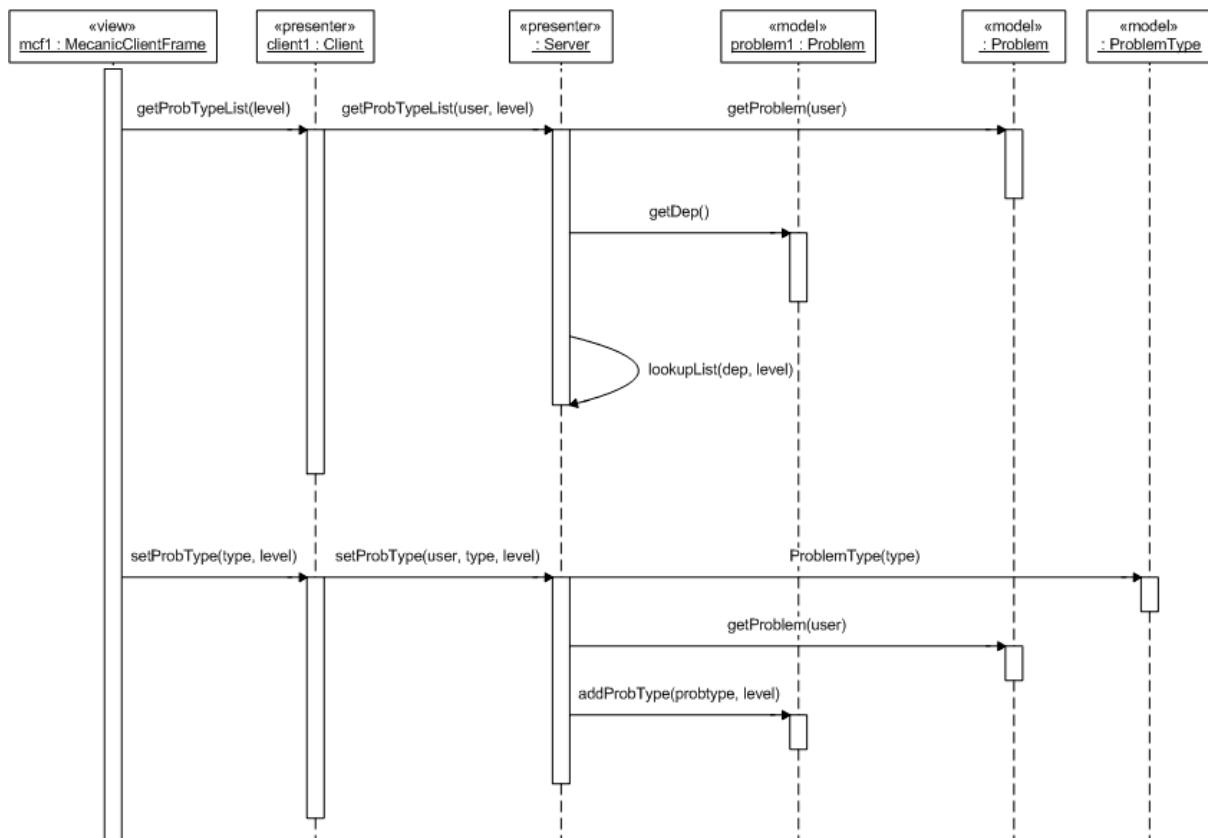 «view»
mcf1 : MecanicClientFrame
«presenter»
client1 : Client
«presenter»
: Server
«model»
problem1 : Problem
«model»
: Problem
«model»
: ProblemType
getProbTypeList(level)
getProbTypeList(user, level)
getProblem(user)
getDep()
lookupList(dep, level)
setProbType(type, level)
setProbType(user, type, level)
ProblemType(type)
getProblem(user)
addProbType(probtype, level)